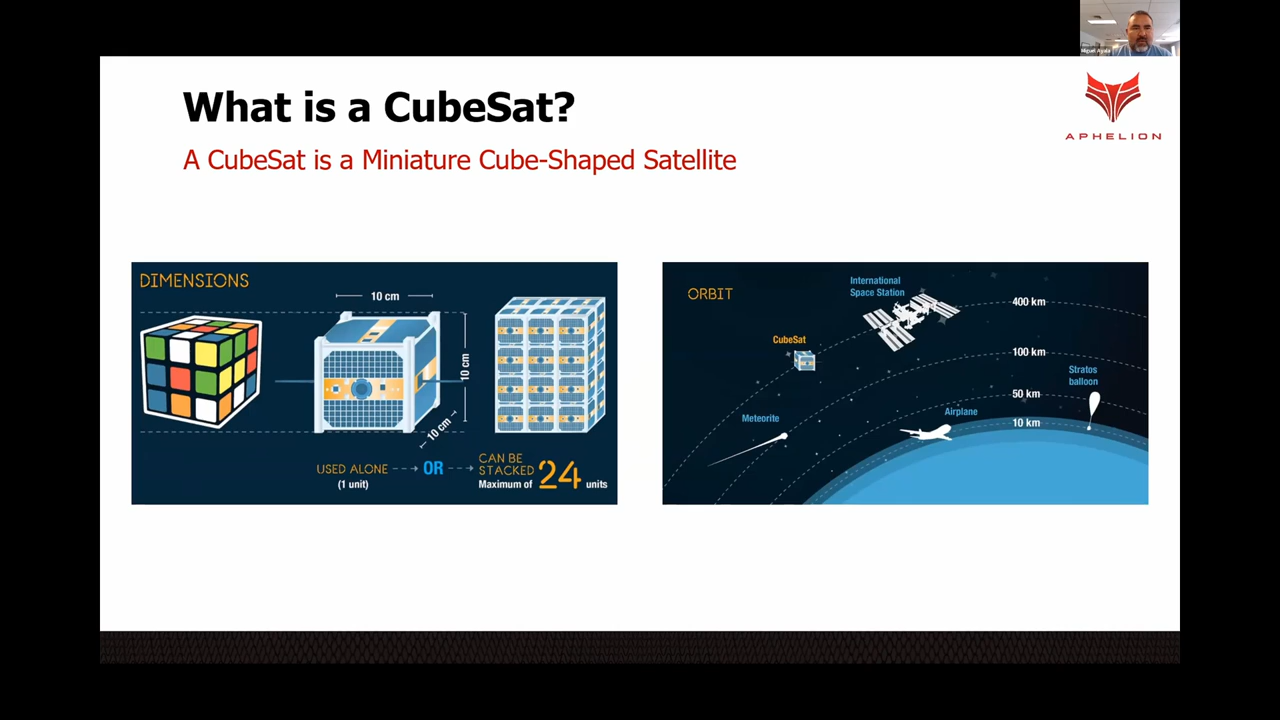 Miguel Ayala
APHELION
What is a CubeSat?
A CubeSat is a Miniature Cube-Shaped Satellite
DIMENSIONS
10 cm
10 cm
10 cm
USED ALONE
(1 unit)
OR
CAN BE
STACKED
Maximum of 24 units
ORBIT
International
Space Station
400 km
CubeSat
100 km
Stratos
balloon
50 km
Meteorite
Airplane
10 km